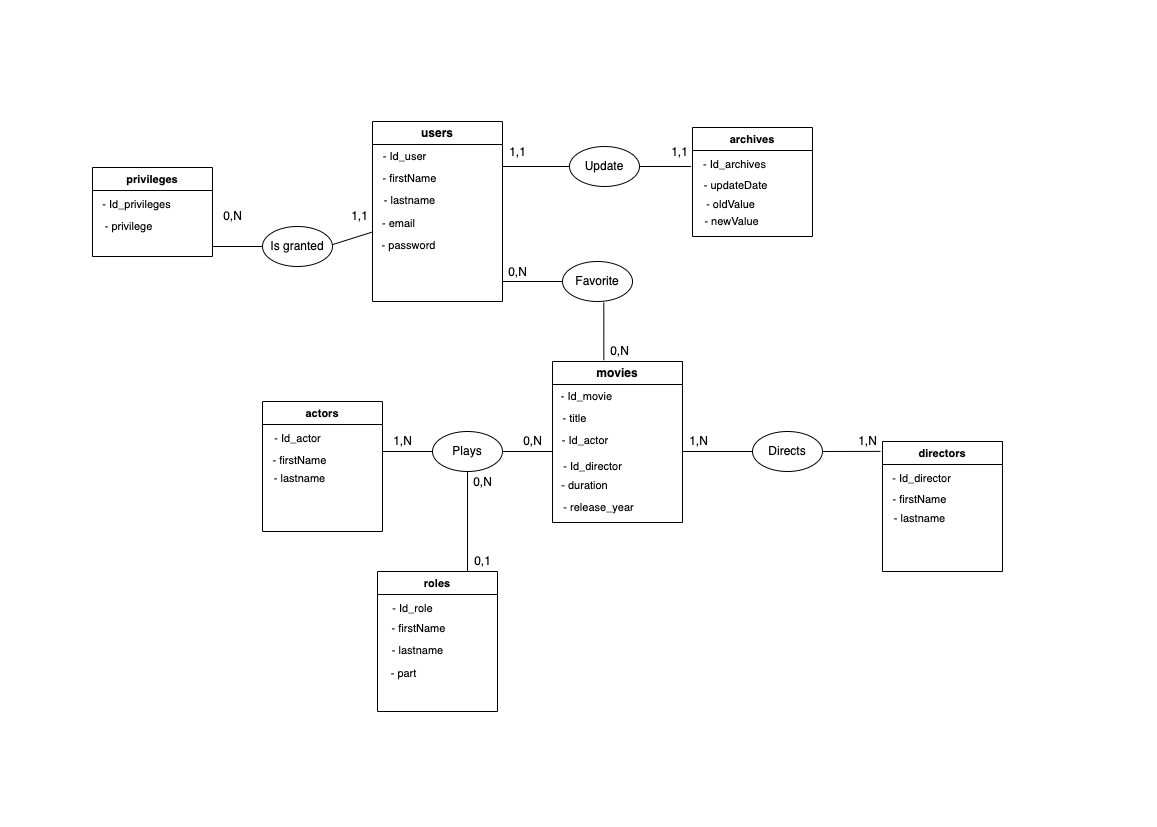 users
- Id_user
- firstName
- lastname
- email
- password
1,1
Update
1,1
archives
- Id_archives
- updateDate
- oldValue
- newValue
privileges
- Id_privileges
- privilege
0,N
Is granted
1,1
0,N
Favorite
0,N
movies
- Id_movie
- title
- Id_actor
- Id_director
- duration
- release_year
actors
- Id_actor
- firstName
- lastname
1,N
Plays
0,N
0,N
0,1
1,N
Directs
1,N
directors
- Id_director
- firstName
- lastname
roles
- Id_role
- firstName
- lastname
- part